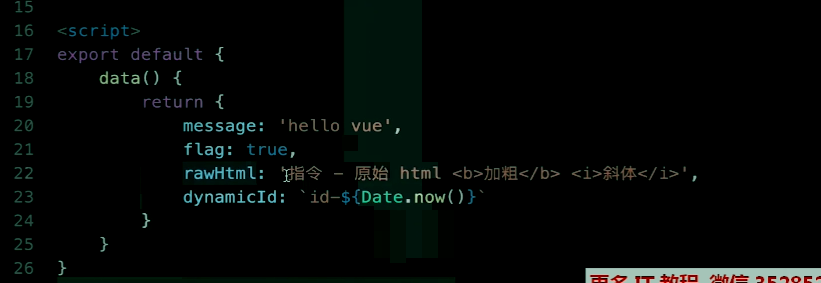 15
16 <script>
17 export default {
18     data() {
19         return {
20             message: 'hello vue',
21             flag: true,
22             rawHtml: '指令 - 原始 html <b>加粗</b> <i>斜体</i>',
23             dynamicId: `id-${Date.now()}`
24         }
25     }
26 }
更多 IT 教程 微信 352852